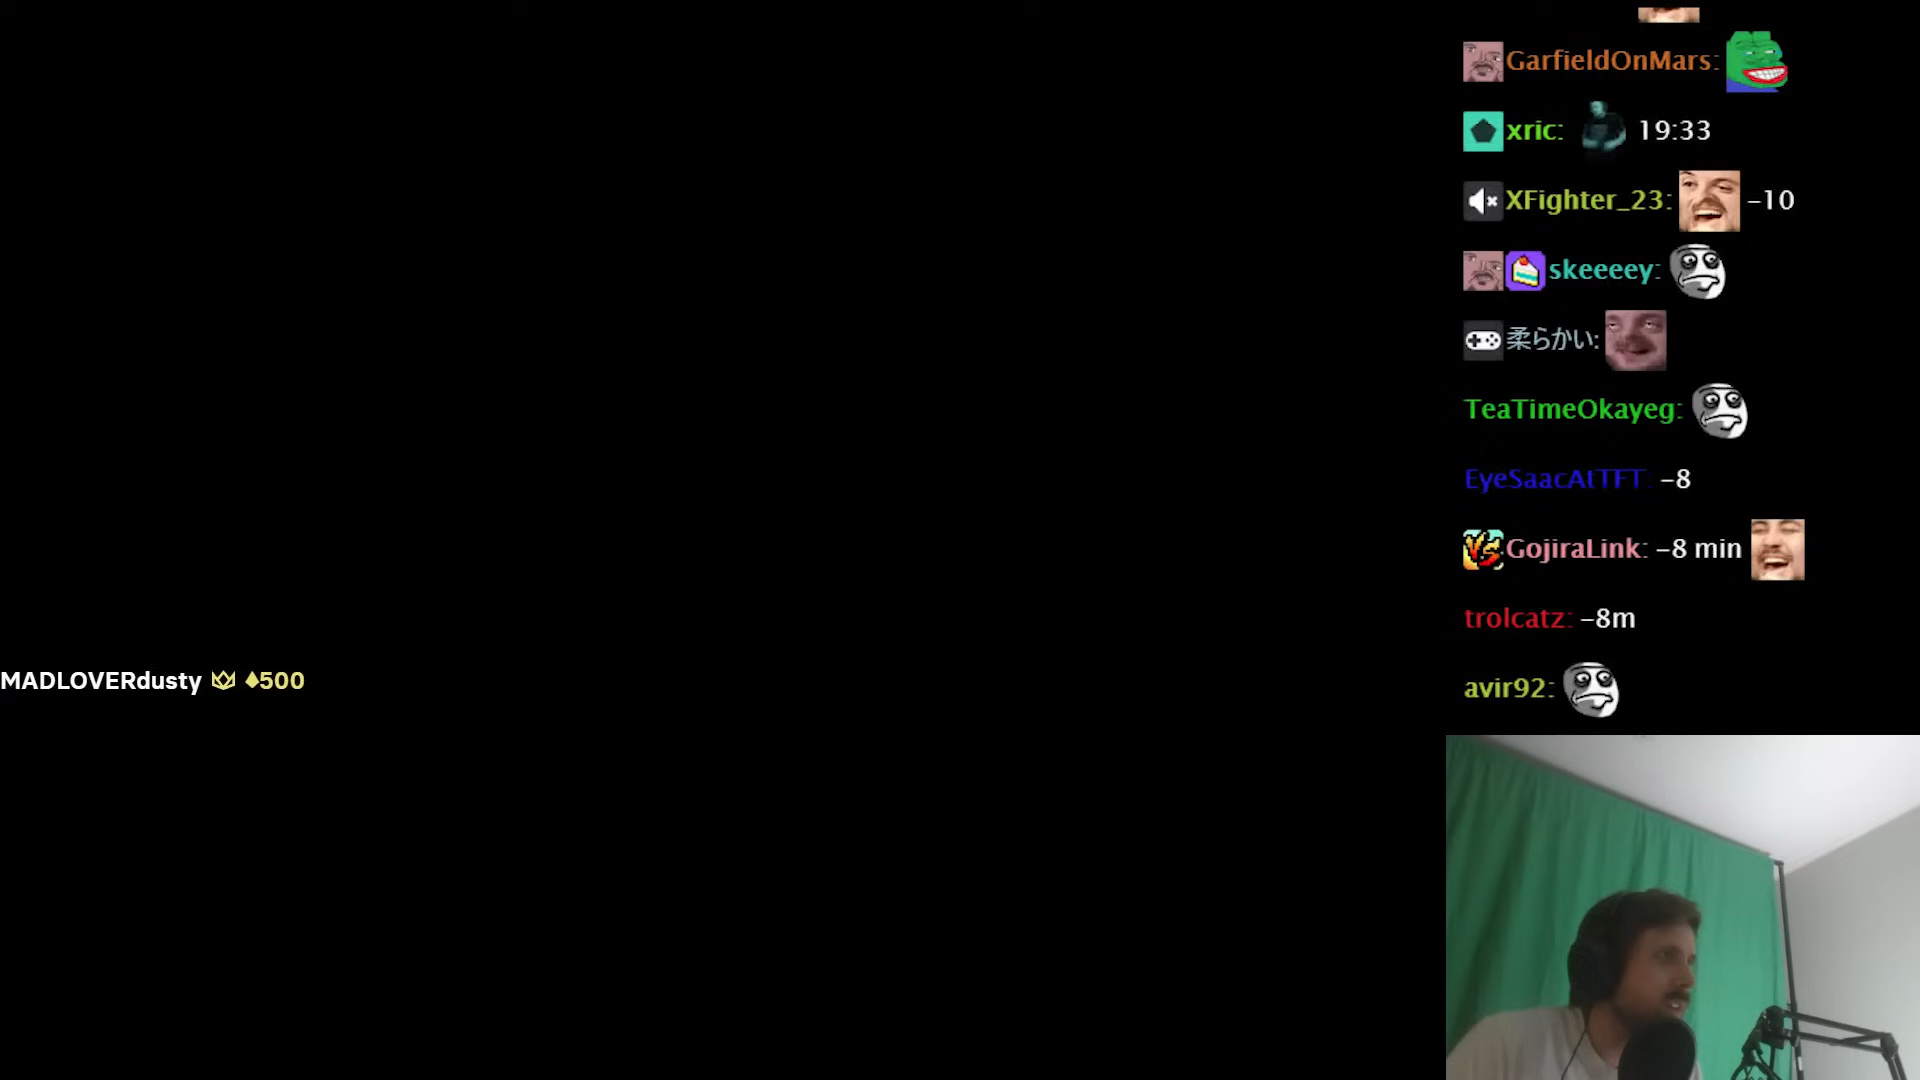 GarfieldOnMars:
xric: 19:33
XFighter_23: -10
skeeeey:
柔らかい:
TeaTimeOkayeg:
EyeSaacAtTFT: -8
GojiraLink: -8 min
trolcatz: -8m
MADLOVERdusty 500
avir92: